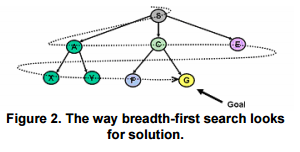 S
A C E
X Y F G
Goal
Figure 2. The way breadth-first search looks
for solution.